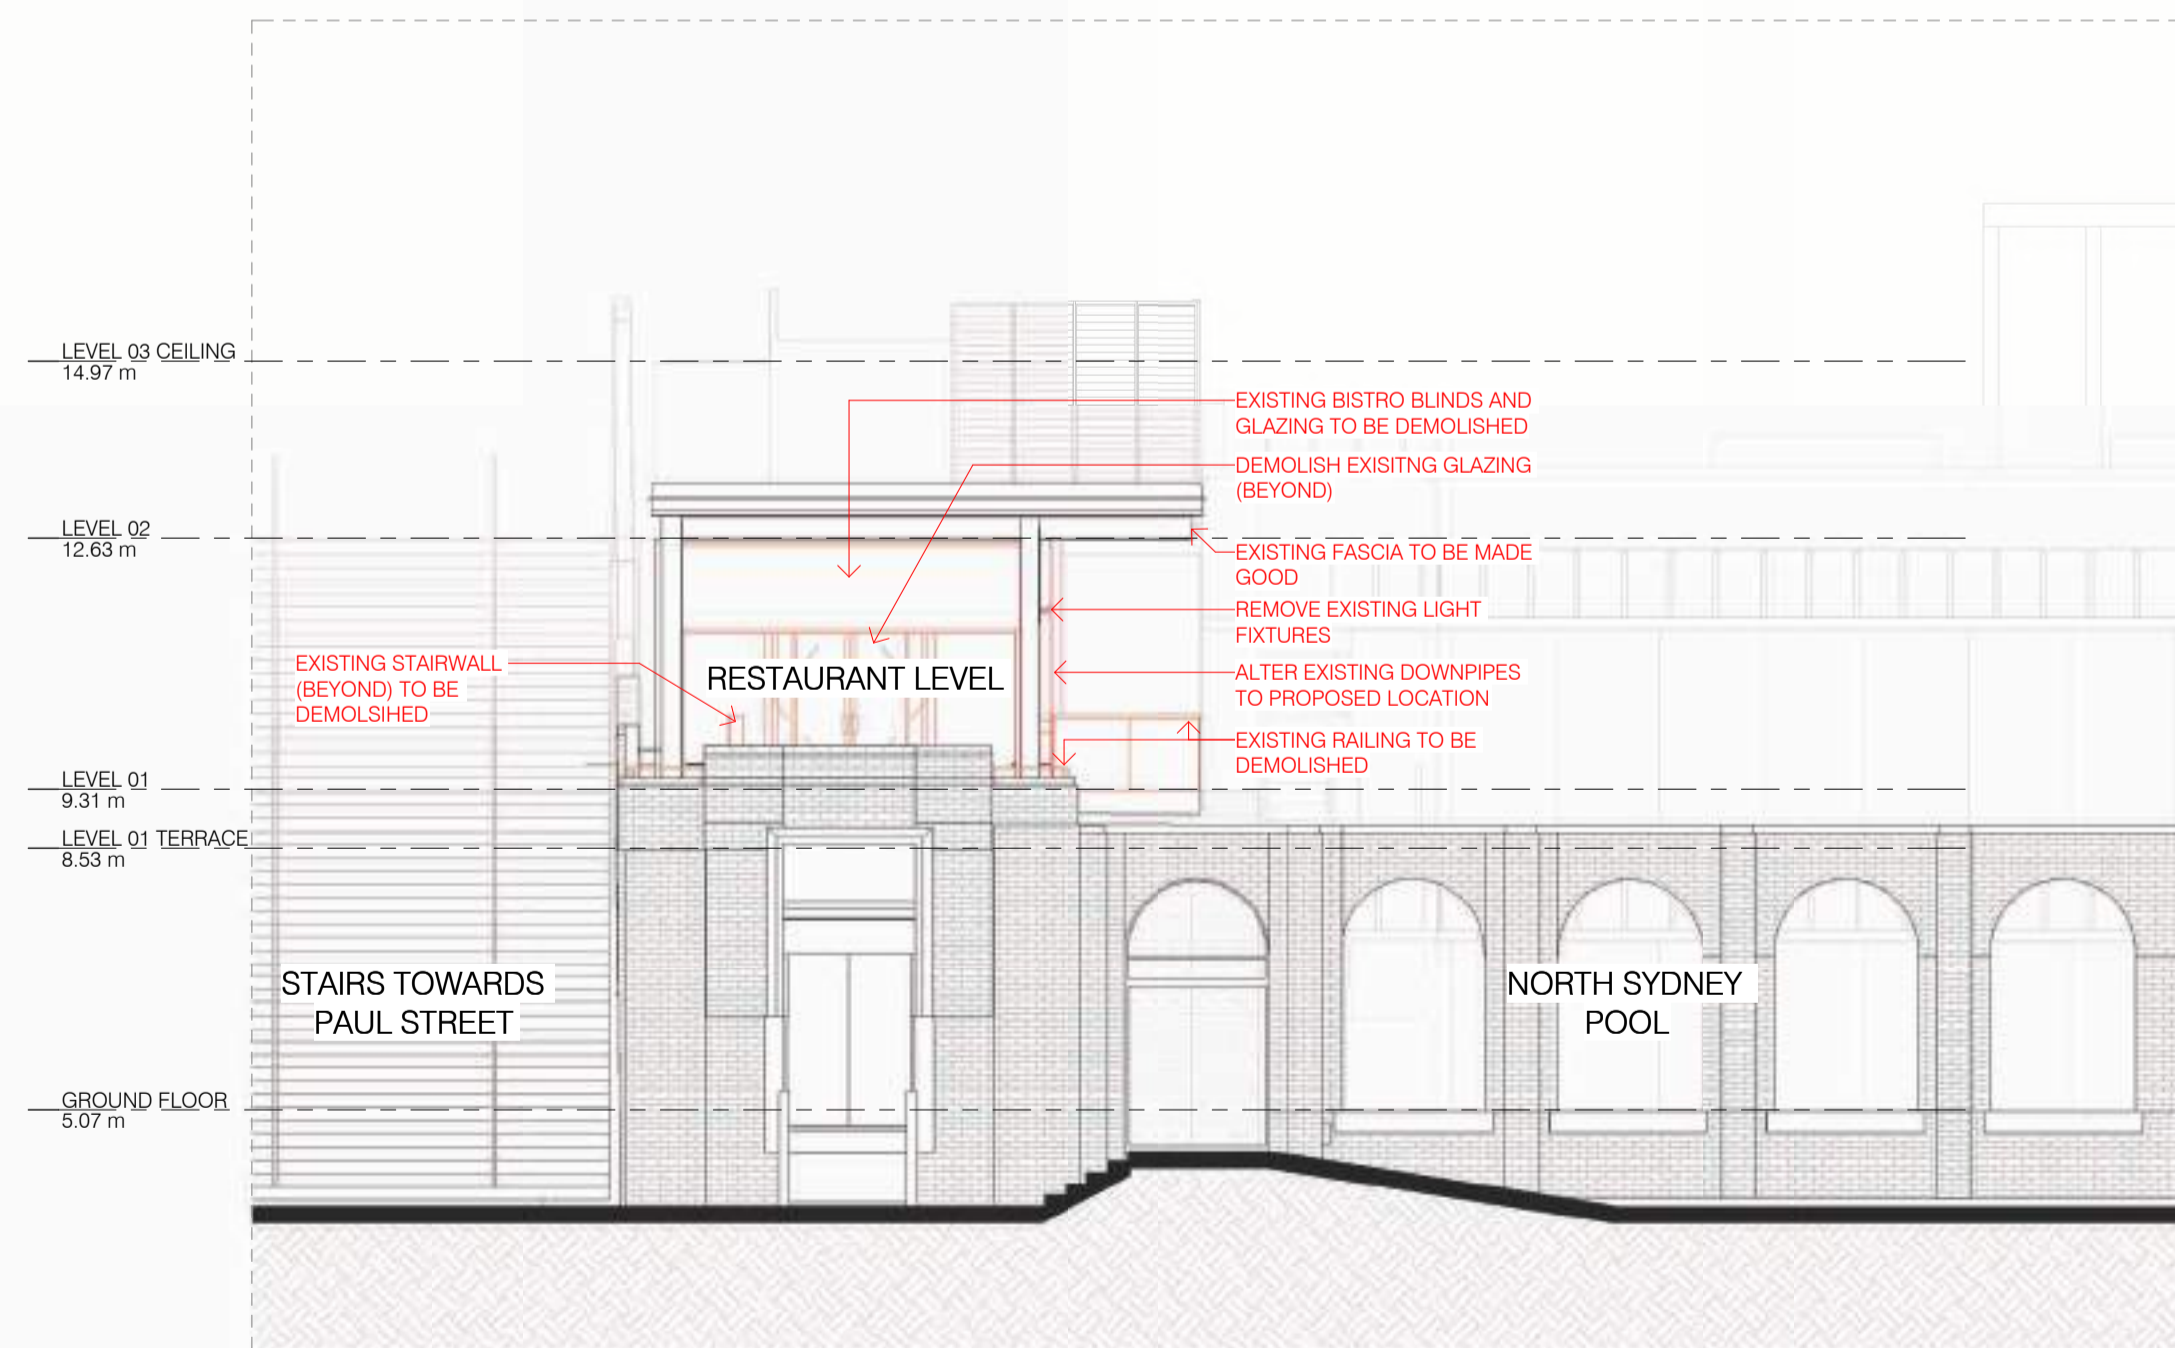 LEVEL 03 CEILING
14.97 m
EXISTING BISTRO BLINDS AND
GLAZING TO BE DEMOLISHED
DEMOLISH EXISITNG GLAZING
(BEYOND)
LEVEL 02
12.63 m
EXISTING FASCIA TO BE MADE
GOOD
REMOVE EXISTING LIGHT
FIXTURES
EXISTING STAIRWALL
(BEYOND) TO BE
DEMOLSIHED
RESTAURANT LEVEL
ALTER EXISTING DOWNPIPES
TO PROPOSED LOCATION
EXISTING RAILING TO BE
DEMOLISHED
LEVEL 01
9.31 m
LEVEL 01 TERRACE
8.53 m
STAIRS TOWARDS
PAUL STREET
NORTH SYDNEY
POOL
GROUND FLOOR
5.07 m